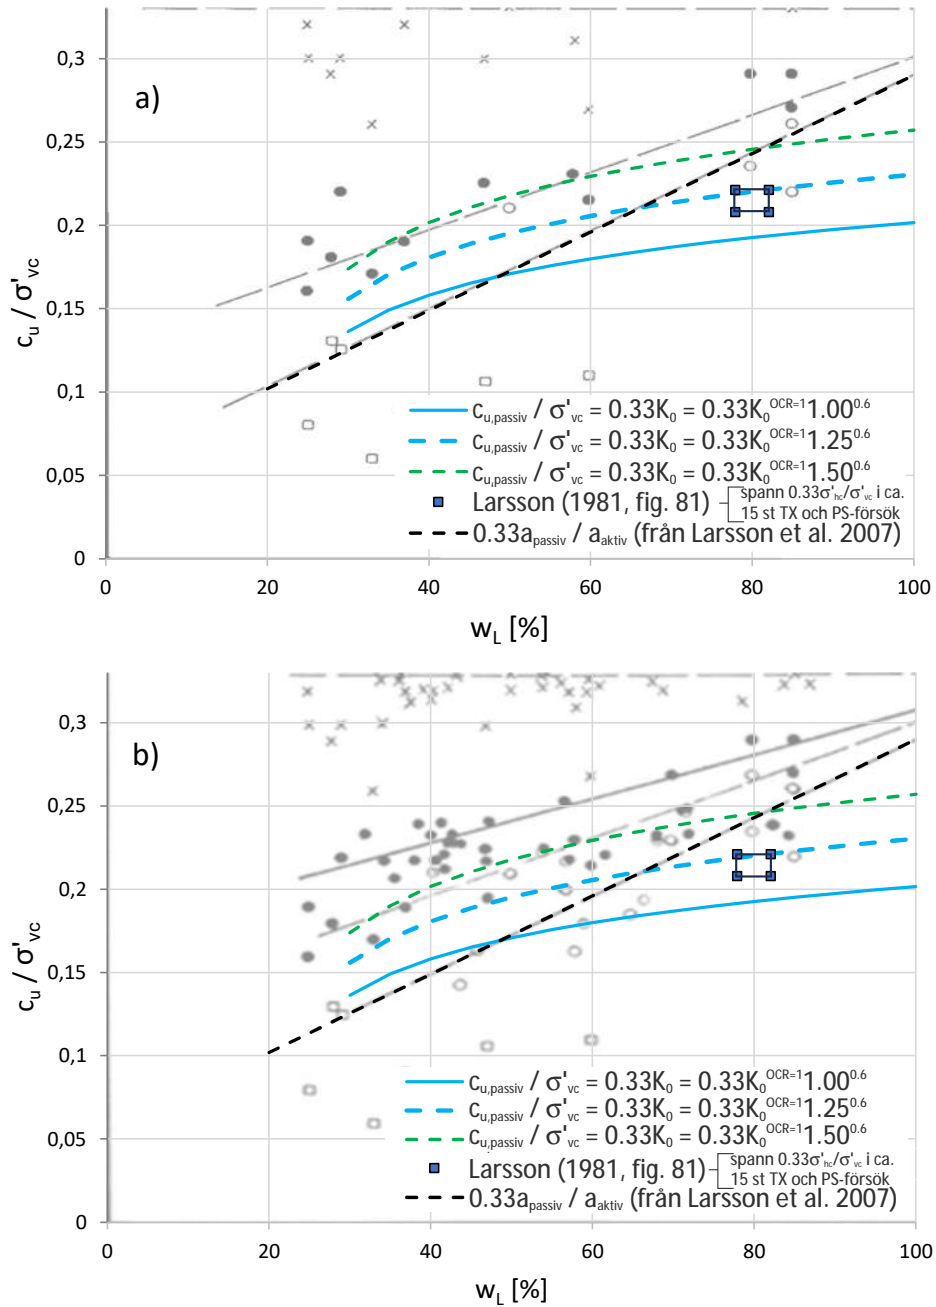 a)
0,3
0,25
0,2
0,15
0,1
0,05
0
c_u / σ'_vc
c_u,passiv / σ'_vc = 0.33K_0 = 0.33K_0^OCR=1 1.00^0.6
c_u,passiv / σ'_vc = 0.33K_0 = 0.33K_0^OCR=1 1.25^0.6
c_u,passiv / σ'_vc = 0.33K_0 = 0.33K_0^OCR=1 1.50^0.6
Larsson (1981, fig. 81) spann 0.33σ'_hc/σ'_vc i ca.
15 st TX och PS-försök
0.33a_passiv / a_aktiv (från Larsson et al. 2007)
0 20 40 60 80 100
w_L [%]
b)
0,3
0,25
0,2
0,15
0,1
0,05
0
c_u / σ'_vc
c_u,passiv / σ'_vc = 0.33K_0 = 0.33K_0^OCR=1 1.00^0.6
c_u,passiv / σ'_vc = 0.33K_0 = 0.33K_0^OCR=1 1.25^0.6
c_u,passiv / σ'_vc = 0.33K_0 = 0.33K_0^OCR=1 1.50^0.6
Larsson (1981, fig. 81) spann 0.33σ'_hc/σ'_vc i ca.
15 st TX och PS-försök
0.33a_passiv / a_aktiv (från Larsson et al. 2007)
0 20 40 60 80 100
w_L [%]